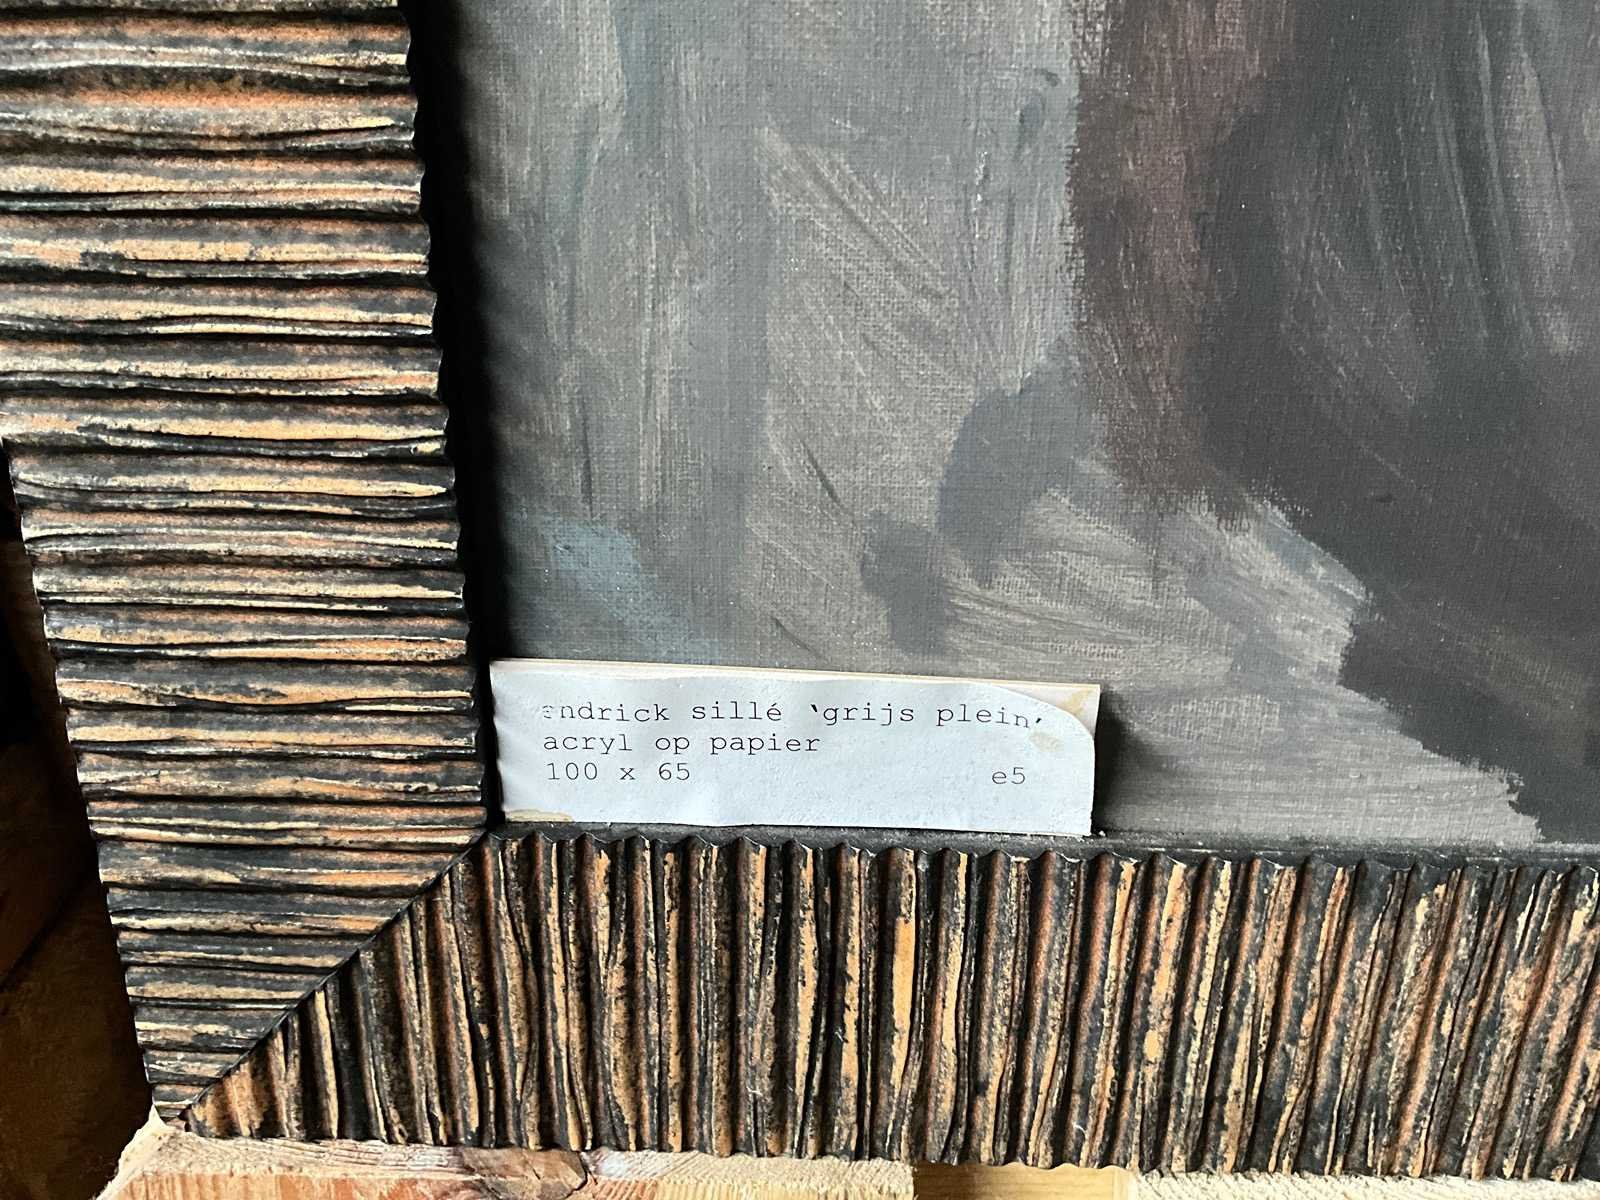 endrick sillé 'grijs plein'
acryl op papier
100 x 65 e5